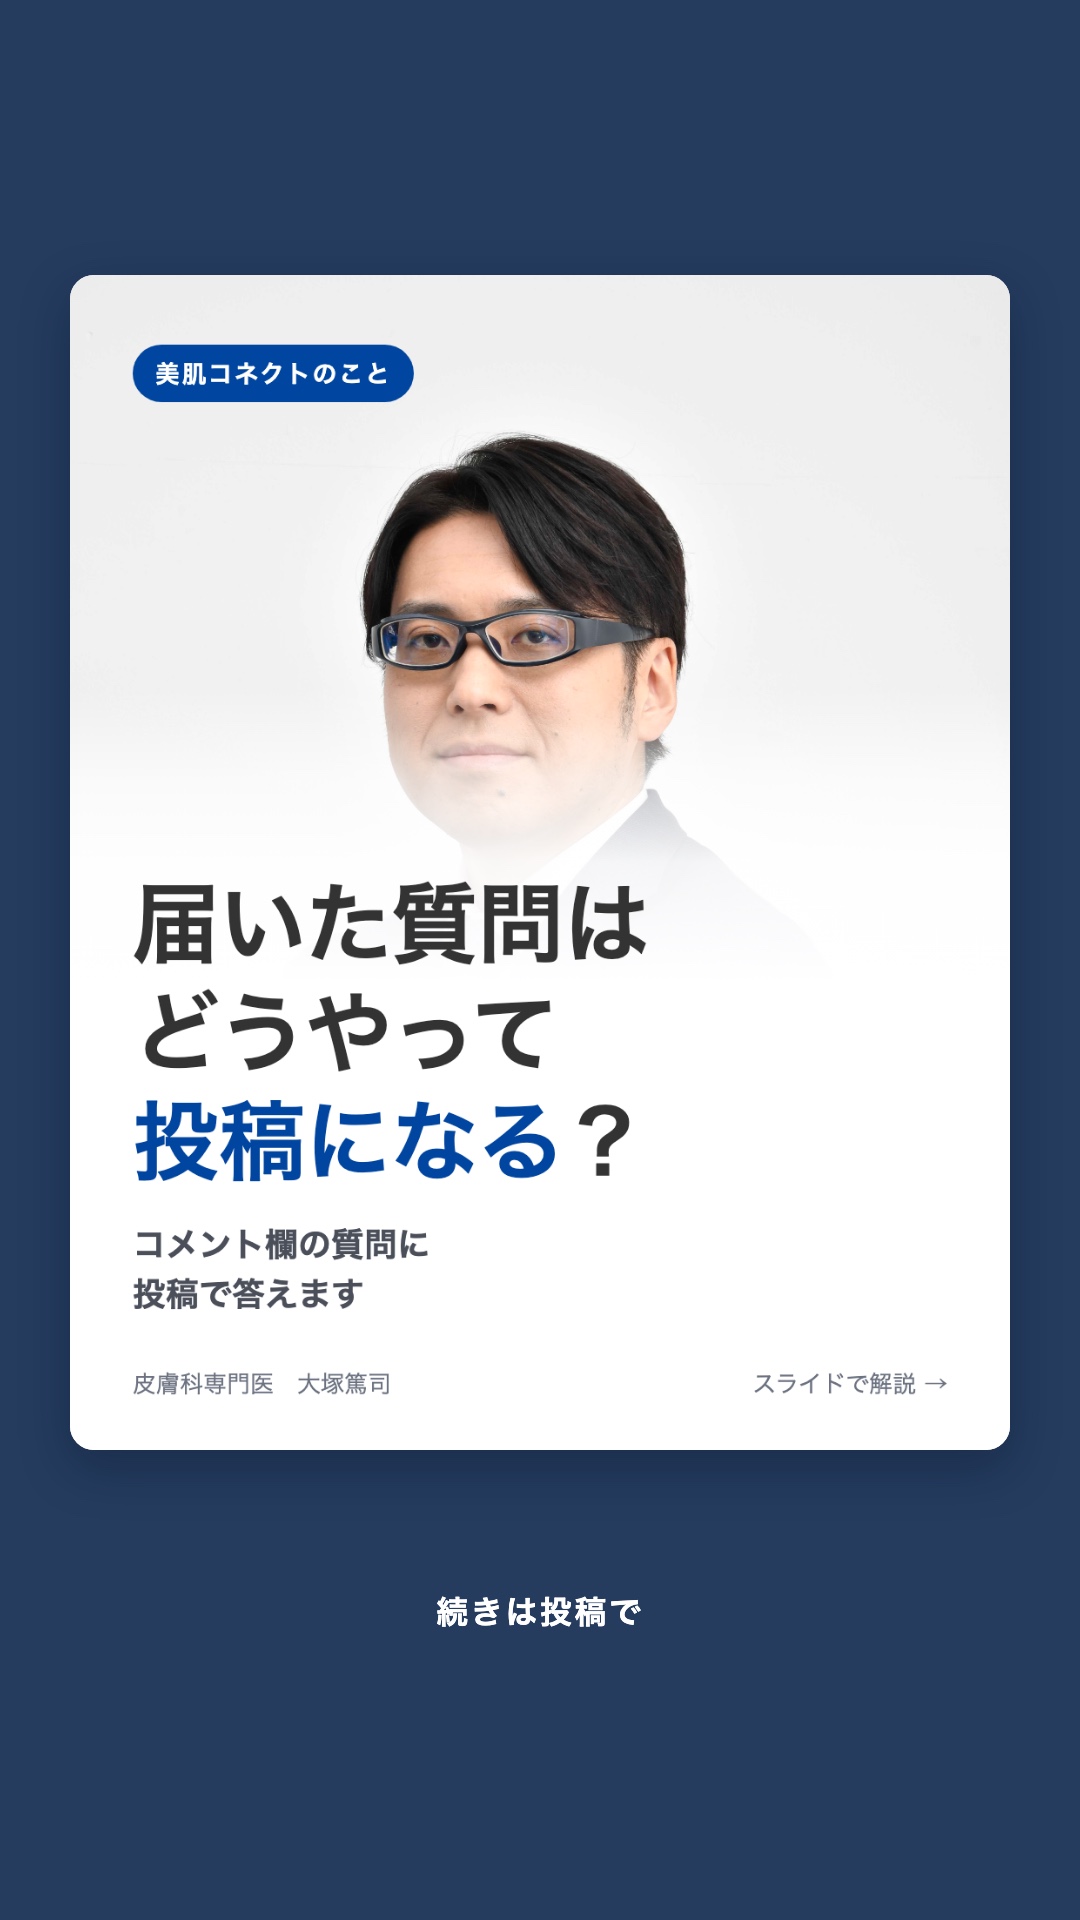 美肌コネクトのこと
届いた質問は
どうやって
投稿になる？
コメント欄の質問に
投稿で答えます
皮膚科専門医　大塚篤司
スライドで解説 →
続きは投稿で